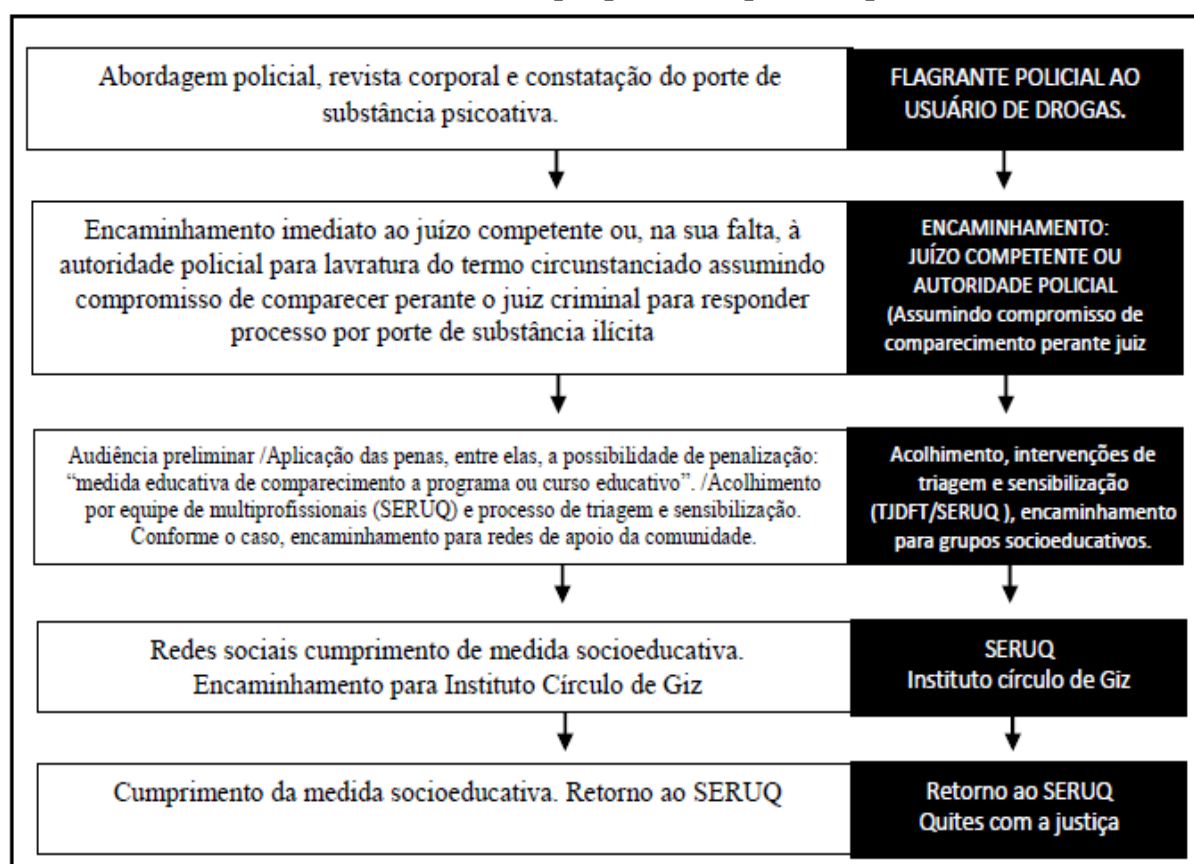 Abordagem policial, revista corporal e constatação do porte de
substância psicoativa.
FLAGRANTE POLICIAL AO
USUÁRIO DE DROGAS.
Encaminhamento imediato ao juízo competente ou, na sua falta, à
autoridade policial para lavratura do termo circunstanciado assumindo
compromisso de comparecer perante o juiz criminal para responder
processo por porte de substância ilícita
ENCAMINHAMENTO:
JUÍZO COMPETENTE OU
AUTORIDADE POLICIAL
(Assumindo compromisso de
comparecimento perante juiz
Audiência preliminar /Aplicação das penas, entre elas, a possibilidade de penalização:
“medida educativa de comparecimento a programa ou curso educativo”. /Acolhimento
por equipe de multiprofissionais (SERUQ) e processo de triagem e sensibilização.
Conforme o caso, encaminhamento para redes de apoio da comunidade.
Acolhimento, intervenções de
triagem e sensibilização
(TJDFT/SERUQ ), encaminhamento
para grupos socioeducativos.
Redes sociais cumprimento de medida socioeducativa.
Encaminhamento para Instituto Círculo de Giz
SERUQ
Instituto círculo de Giz
Cumprimento da medida socioeducativa. Retorno ao SERUQ
Retorno ao SERUQ
Quites com a justiça